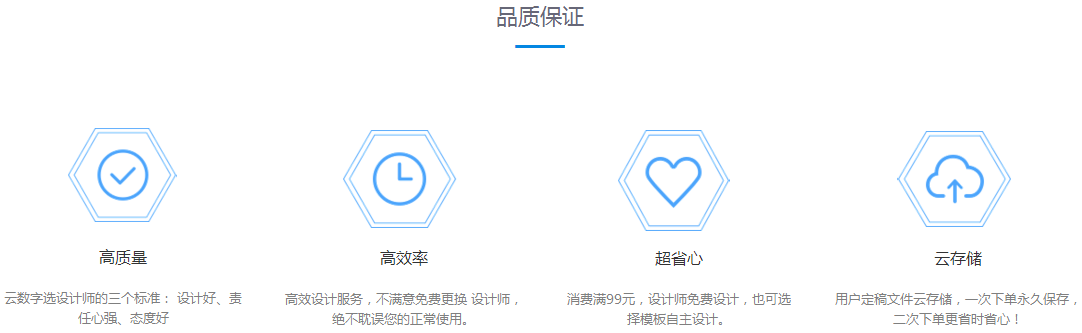 品质保证
高质量
云数字选设计师的三个标准： 设计好、责
任心强、态度好
高效率
高效设计服务，不满意免费更换 设计师，
绝不耽误您的正常使用。
超省心
消费满99元，设计师免费设计，也可选
择模板自主设计。
云存储
用户定稿文件云存储，一次下单永久保存，
二次下单更省时省心！